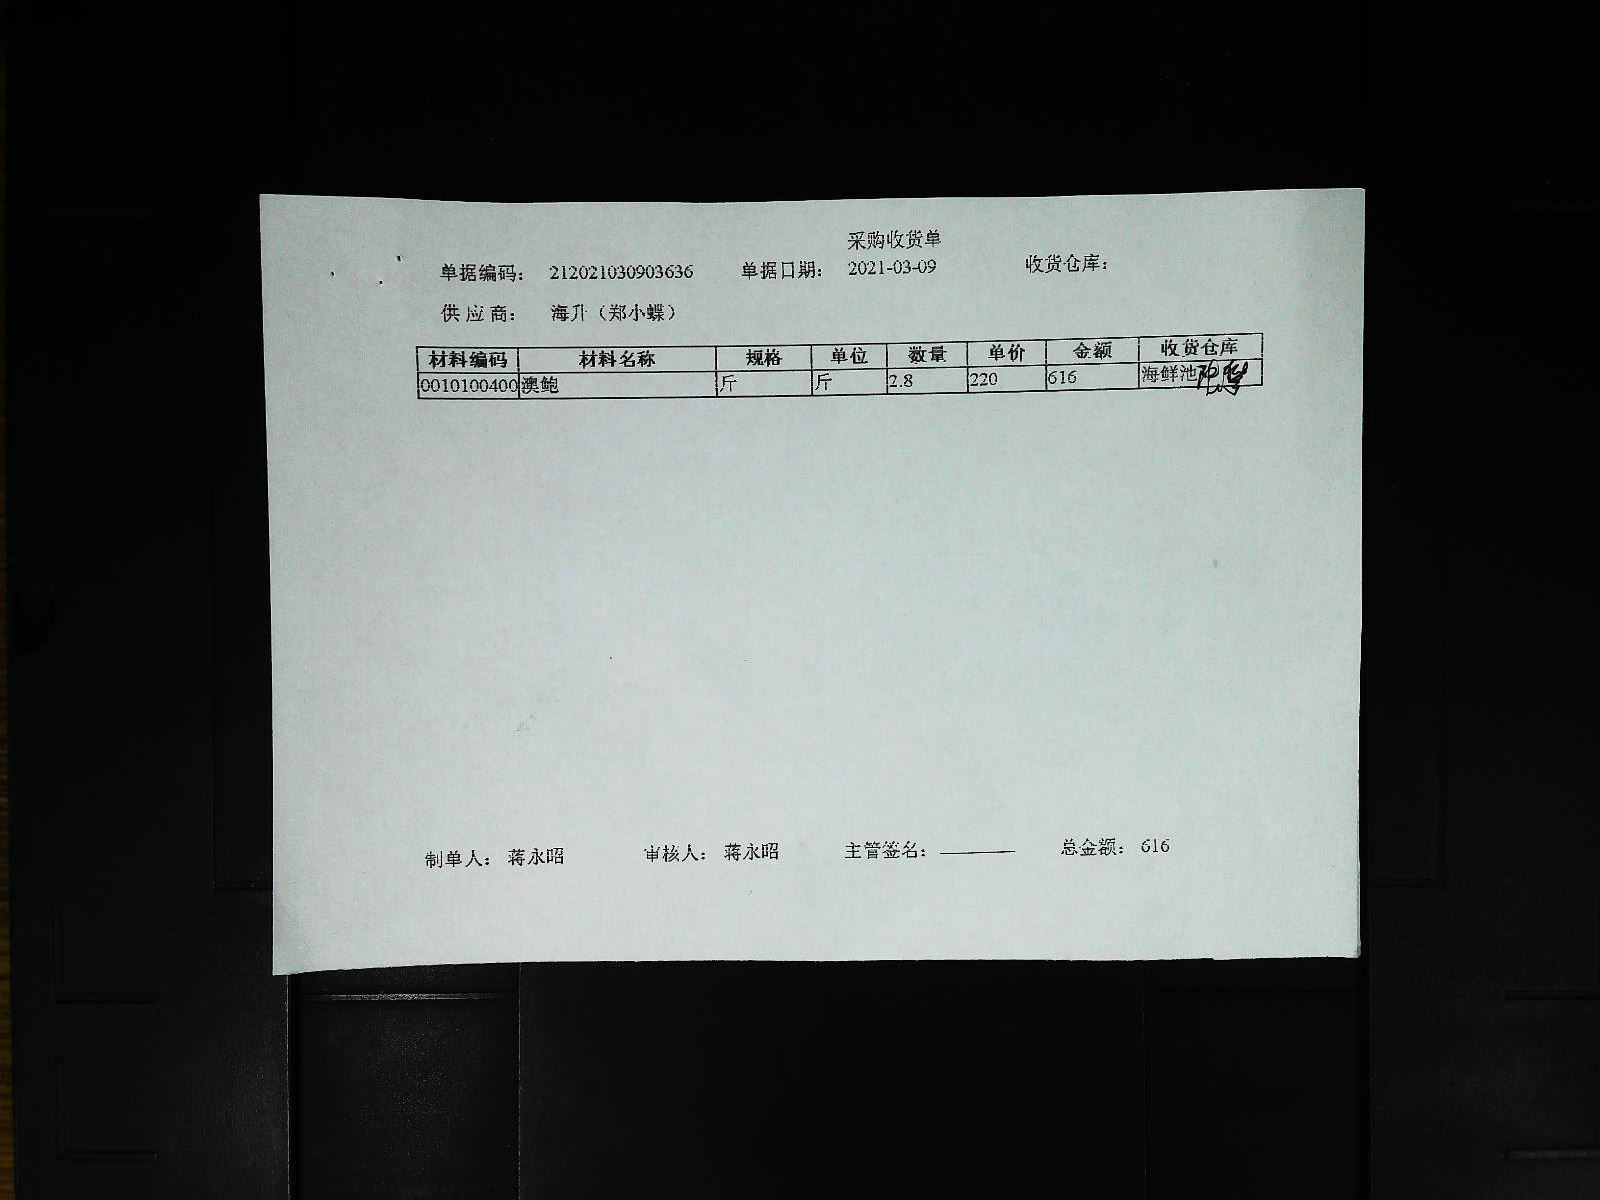 采购收货单
单据编码： 212021030903636 单据日期： 2021-03-09 收货仓库：
供应商： 海升（郑小蝶）
材料编码 材料名称 规格 单位 数量 单价 金额 收货仓库
0010100400 澳鲍 斤 斤 2.8 220 616 海鲜池
制单人： 蒋永昭 审核人： 蒋永昭 主管签名： 总金额： 616